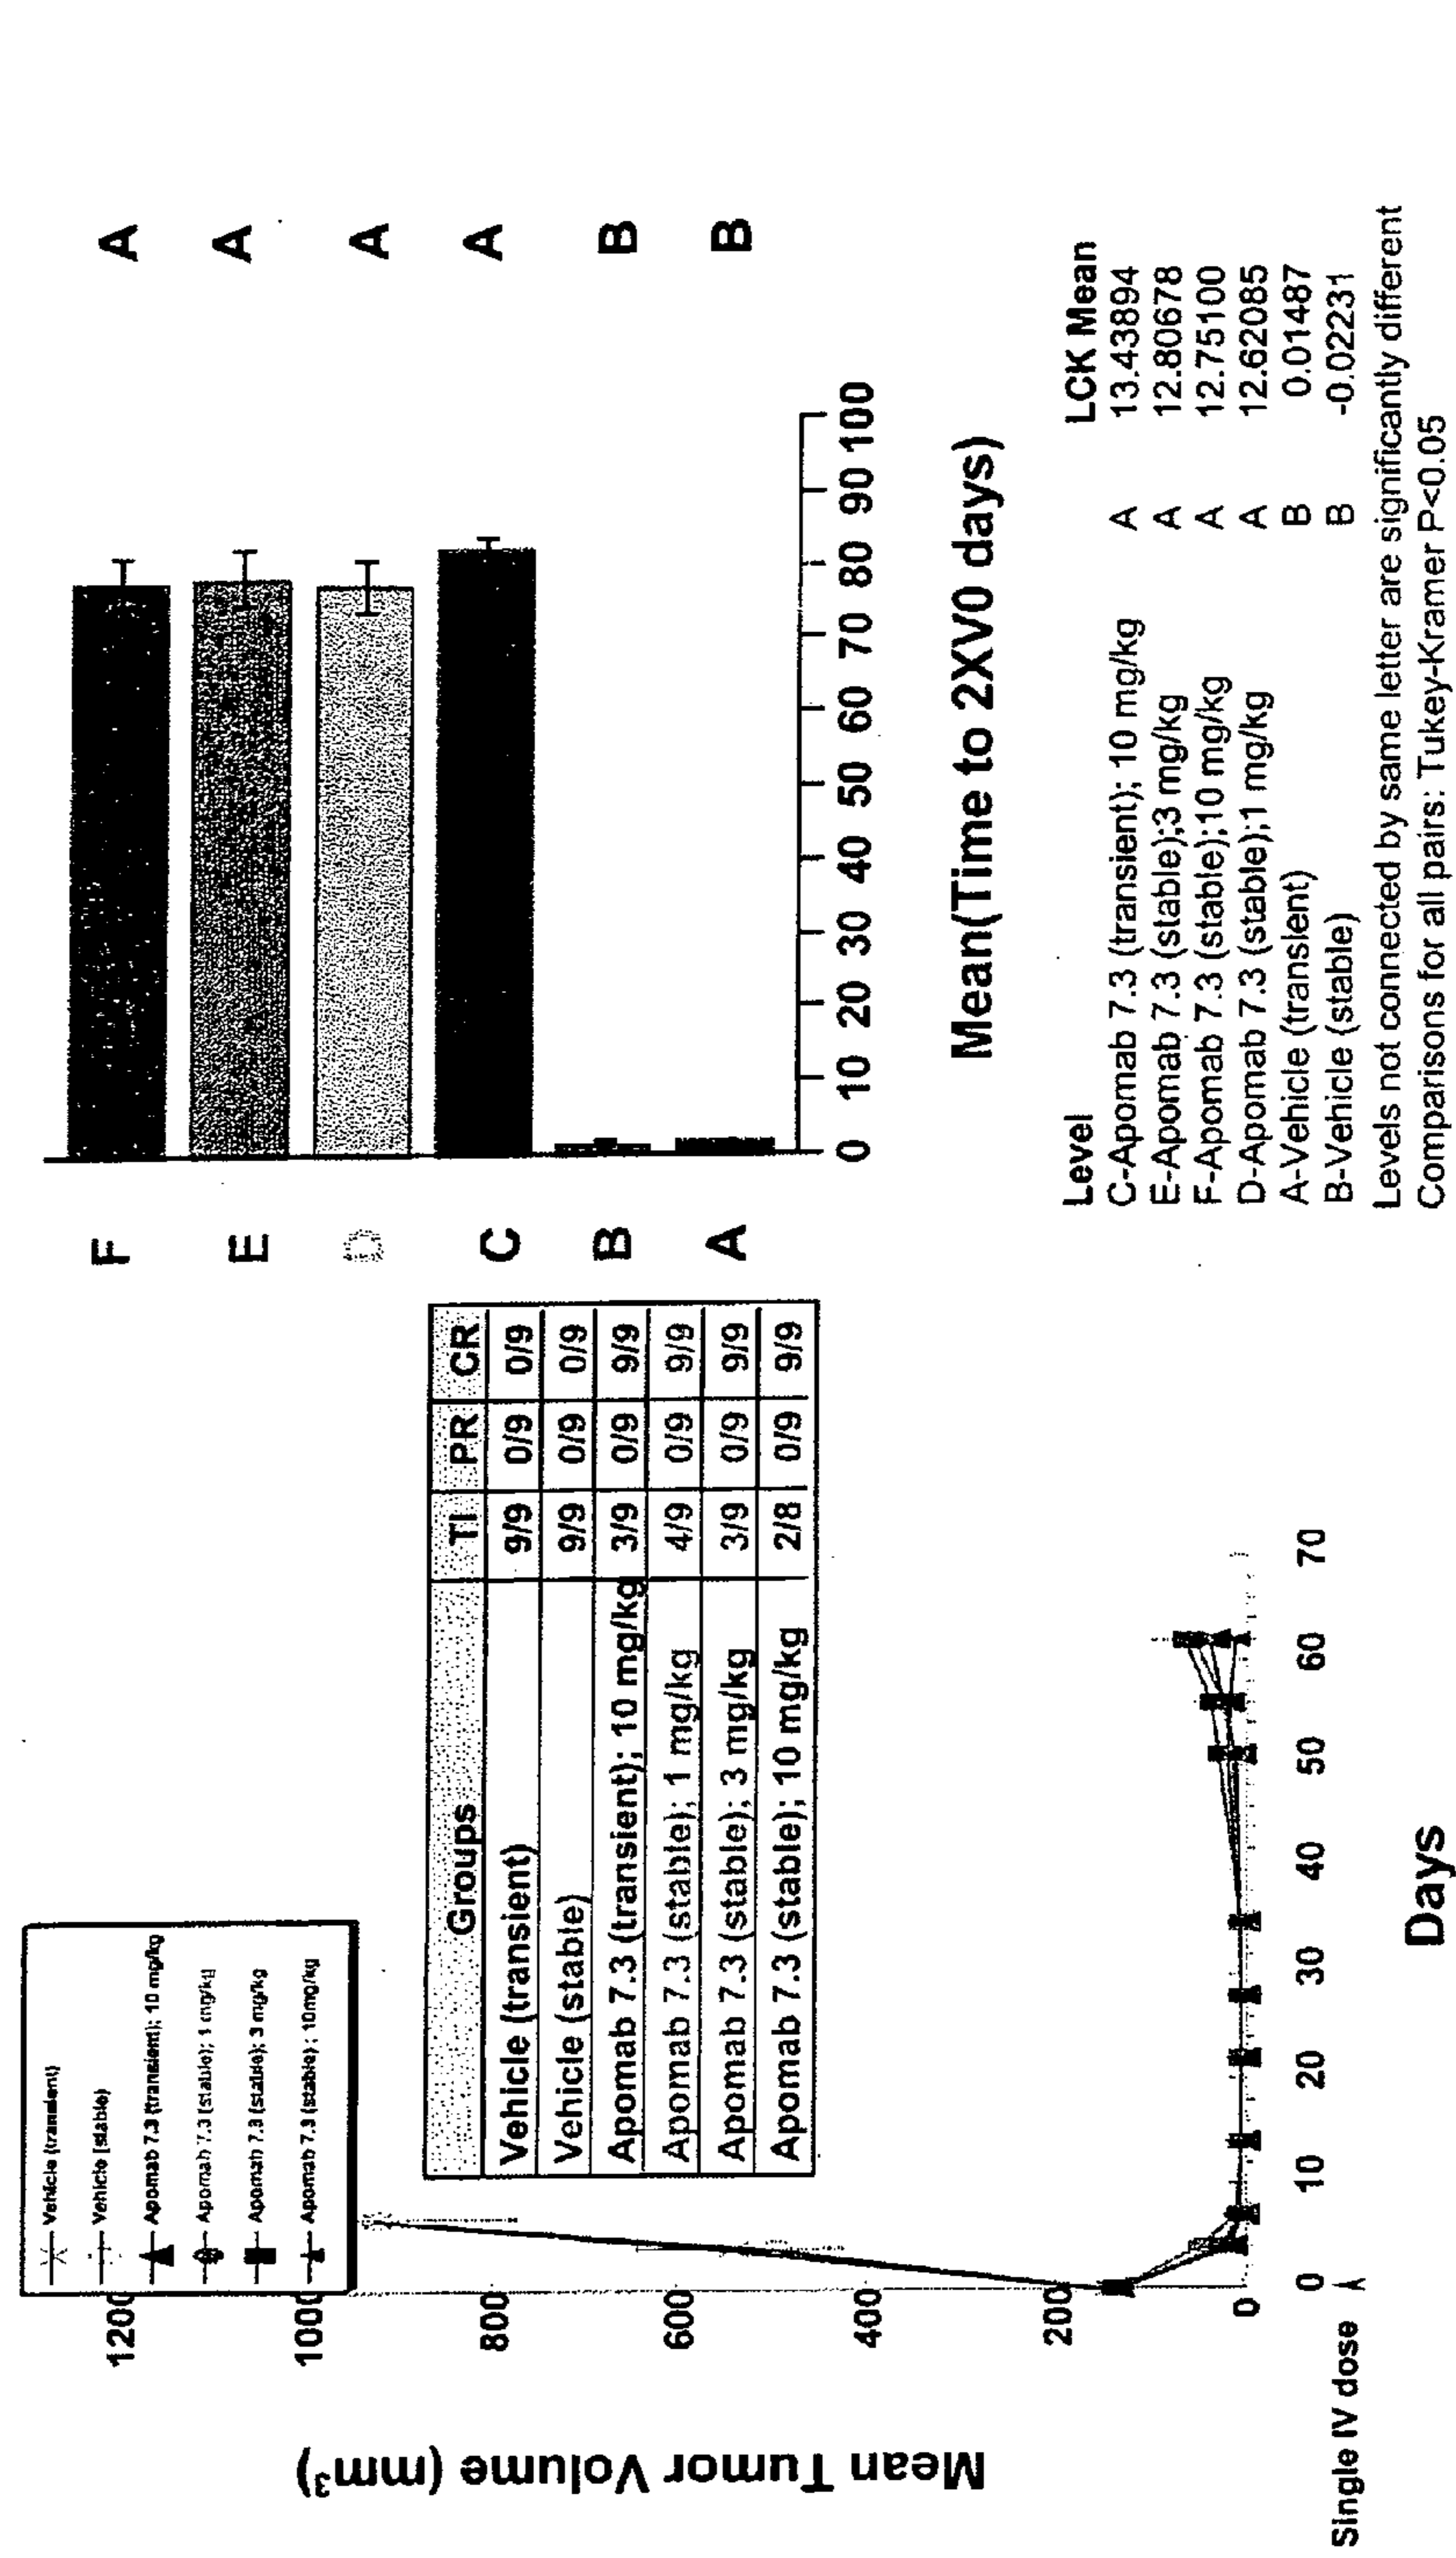 Mean Tumor Volume (mm³)
1200
1000
800
600
400
200
0
Vehicle (transient)
Vehicle (stable)
Apomab 7.3 (transient); 10 mg/kg
Apomab 7.3 (stable); 1 mg/kg
Apomab 7.3 (stable); 3 mg/kg
Apomab 7.3 (stable) ; 10mg/kg
Groups TI PR CR
Vehicle (transient) 9/9 0/9 0/9
Vehicle (stable) 9/9 0/9 0/9
Apomab 7.3 (transient); 10 mg/kg 3/9 0/9 9/9
Apomab 7.3 (stable); 1 mg/kg 4/9 0/9 9/9
Apomab 7.3 (stable); 3 mg/kg 3/9 0/9 9/9
Apomab 7.3 (stable); 10 mg/kg 2/8 0/9 9/9
0 10 20 30 40 50 60 70
Single IV dose
Days
F A
E A
D A
C A
B B
A B
0 10 20 30 40 50 60 70 80 90 100
Mean(Time to 2XV0 days)
Level LCK Mean
C-Apomab 7.3 (transient); 10 mg/kg A 13.43894
E-Apomab 7.3 (stable);3 mg/kg A 12.80678
F-Apomab 7.3 (stable);10 mg/kg A 12.75100
D-Apomab 7.3 (stable);1 mg/kg A 12.62085
A-Vehicle (transient) B 0.01487
B-Vehicle (stable) B -0.02231
Levels not connected by same letter are significantly different
Comparisons for all pairs: Tukey-Kramer P<0.05